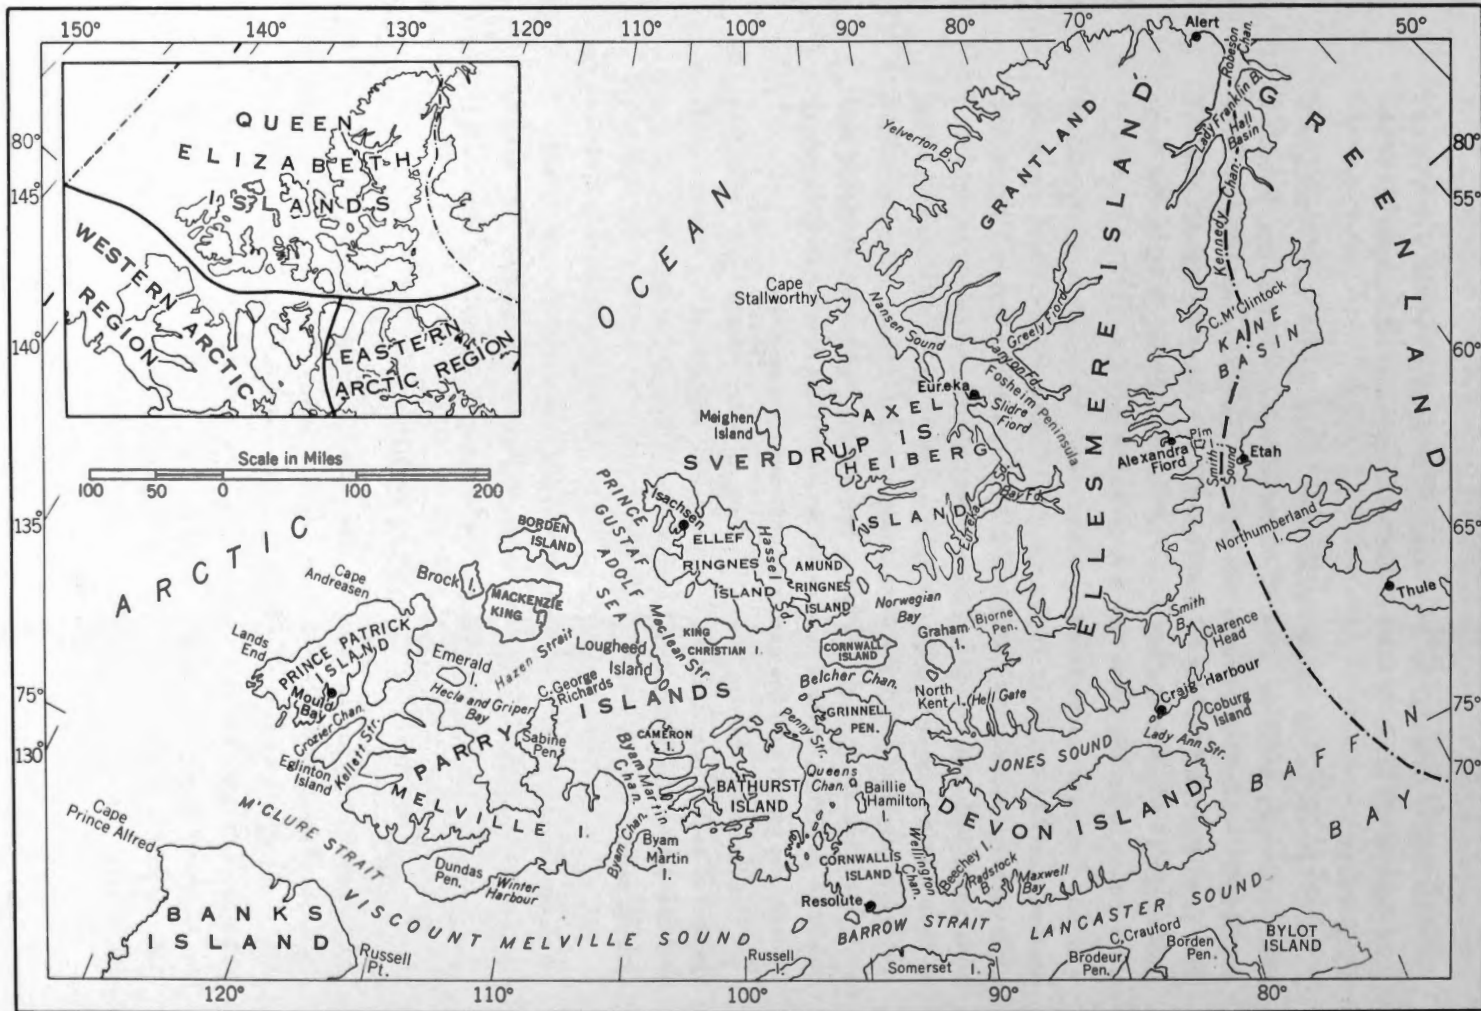 150°
140°
130°
120°
110°
100°
90°
80°
70°
Alert
50°
80°
145°
140
135°
75°
130°
80°
55°
60°
65°
75°
70°
120°
110°
100°
90°
80°
QUEEN
ELIZABETH
ISLANDS
WESTERN ARCTIC
REGION
EASTERN
ARCTIC REGION
Scale in Miles
100 50 0 100 200
ARCTIC
OCEAN
GREENLAND
Robeson
Chan.
Lady Franklin B.
Hall
Basin
Kennedy
Chan.
Yelverton B.
GRANTLAND
ELLESMERE ISLAND
Cape
Stallworthy
Nansen Sound
Greely Fiord
Canyon Fd.
C. McClintock
KANE
BASIN
Eureka
Slidre
Fiord
Fosheim Peninsula
Meighen
Island
AXEL
HEIBERG
ISLAND
SVERDRUP IS.
Alexandra
Fiord
Pim
I.
Smith
Sound
Etah
Bay Fd.
Eureka
Northumberland
I.
Thule
PRINCE
GUSTAF
ADOLF
SEA
Isachsen
ELLEF
RINGNES
ISLAND
Hassel
Sd.
AMUND
RINGNES
ISLAND
BORDEN
ISLAND
Brock
I.
MACKENZIE
KING
I.
Cape
Andreasen
Lands
End
PRINCE PATRICK
ISLAND
Mould
Bay
Emerald
I.
Hazen Strait
Hecla and Griper
Bay
Lougheed
Island
Maclean Str.
KING
CHRISTIAN I.
Norwegian
Bay
Graham
I.
Bjorne
Pen.
CORNWALL
ISLAND
Belcher Chan.
Smith
B.
Clarence
Head
Craig Harbour
Coburg
Island
Lady Ann Str.
C. George
Richards
North
Kent I.
Hell Gate
GRINNELL
PEN.
Penny Str.
JONES SOUND
Crozier Chan.
Kellett Str.
Eglinton
Island
PARRY
ISLANDS
Sabine
Pen.
MELVILLE I.
CAMERON
I.
Byam Martin
Chan.
Byam Chan.
BATHURST
ISLAND
Queens
Chan.
Baillie
Hamilton
I.
DEVON ISLAND
BAFFIN
BAY
Cape
Prince Alfred
M'CLURE STRAIT
Dundas
Pen.
Winter
Harbour
Byam
Martin
I.
CORNWALLIS
ISLAND
Wellington
Chan.
Beechey I.
Radstock
B.
Maxwell
Bay
Resolute
BANKS
ISLAND
VISCOUNT MELVILLE SOUND
BARROW STRAIT
LANCASTER SOUND
Russell
Pt.
Russell
I.
Somerset I.
C. Crauford
Brodeur
Pen.
Borden
Pen.
BYLOT
ISLAND